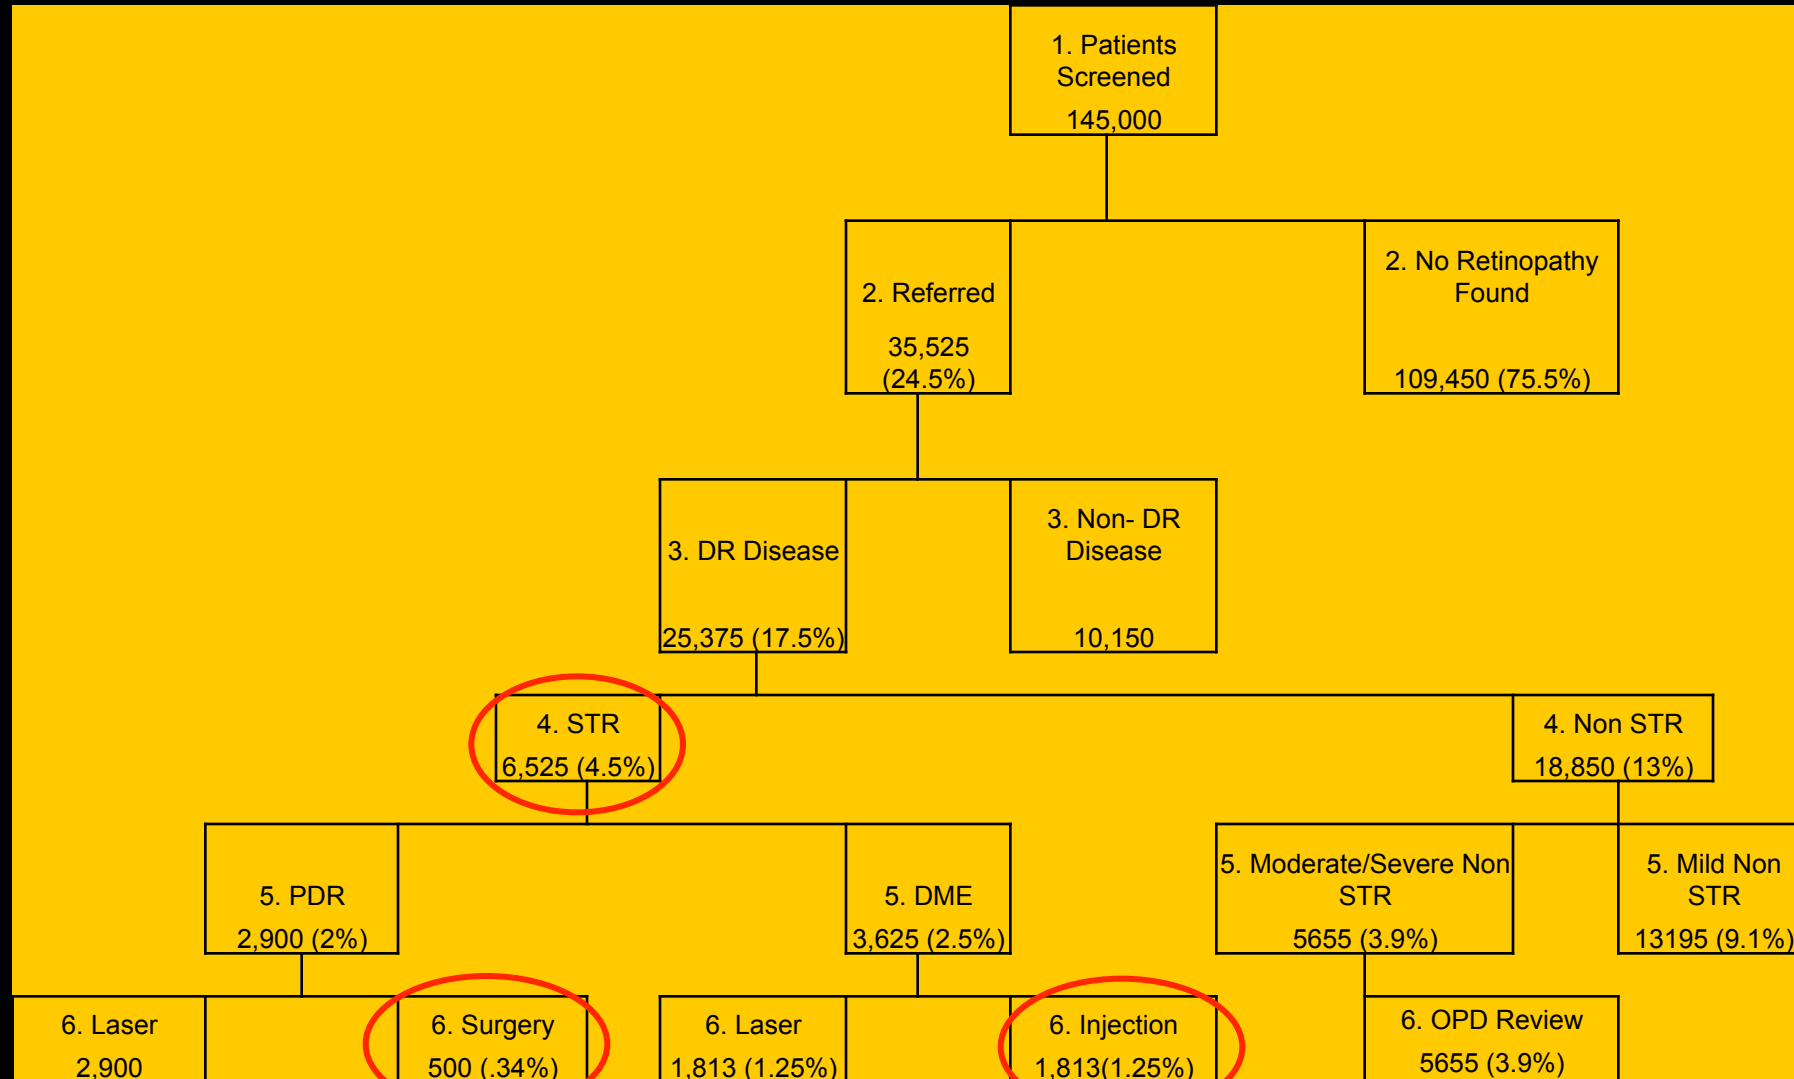 1. Patients
Screened
145,000
2. Referred
35,525
(24.5%)
2. No Retinopathy
Found
109,450 (75.5%)
3. DR Disease
25,375 (17.5%)
3. Non- DR
Disease
10,150
4. STR
6,525 (4.5%)
4. Non STR
18,850 (13%)
5. PDR
2,900 (2%)
5. DME
3,625 (2.5%)
5. Moderate/Severe Non
STR
5655 (3.9%)
5. Mild Non
STR
13195 (9.1%)
6. Laser
2,900
6. Surgery
500 (.34%)
6. Laser
1,813 (1.25%)
6. Injection
1,813(1.25%)
6. OPD Review
5655 (3.9%)